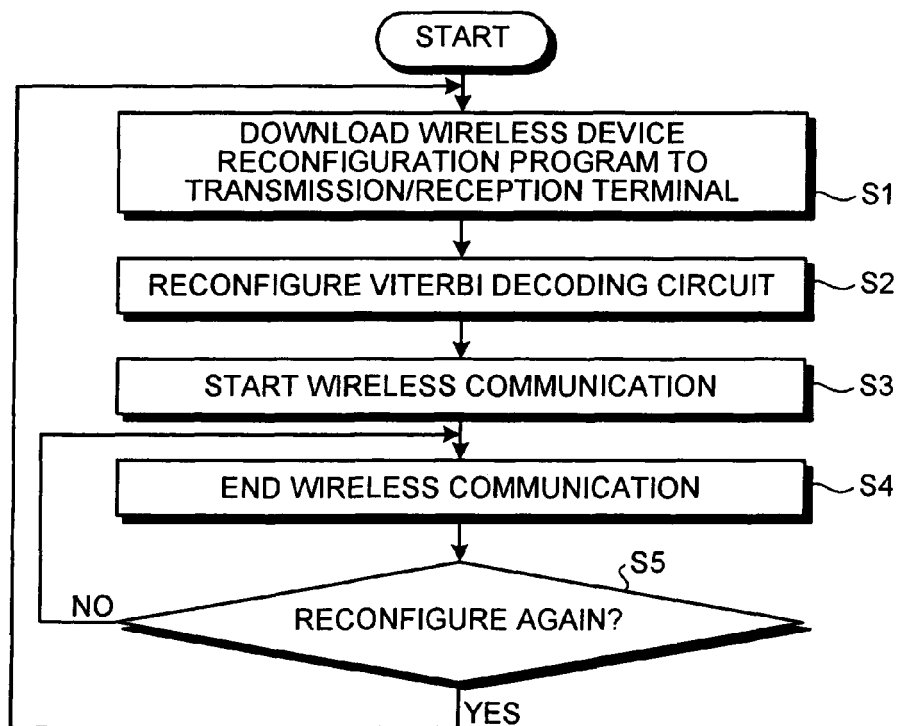 START
DOWNLOAD WIRELESS DEVICE
RECONFIGURATION PROGRAM TO
TRANSMISSION/RECEPTION TERMINAL
S1
RECONFIGURE VITERBI DECODING CIRCUIT
S2
START WIRELESS COMMUNICATION
S3
END WIRELESS COMMUNICATION
S4
S5
NO
RECONFIGURE AGAIN?
YES